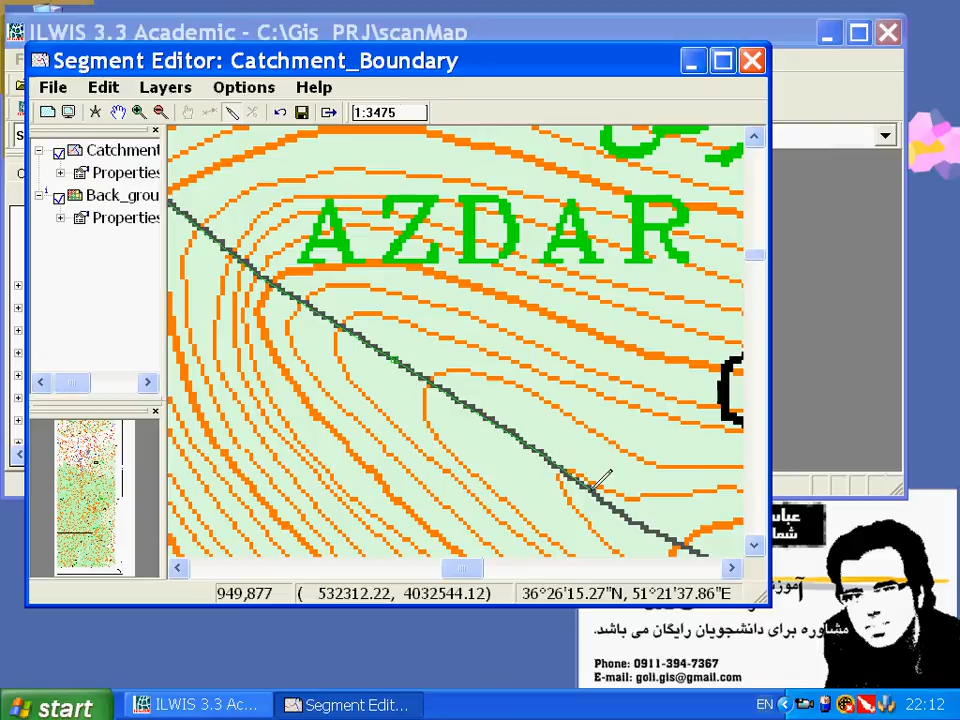 ILWIS 3.3 Academic - C:\Gis_PRJ\scanMap
Segment Editor: Catchment_Boundary
File Edit Layers Options Help
1:3475
Catchment
Properties
Back_grou
Properties
AZDAR
949,877 ( 532312.22, 4032544.12) 36°26'15.27"N, 51°21'37.86"E
مشاوره برای دانشجویان رایگان می باشد.
Phone: 0911-394-7367
E-mail: goli.gis@gmail.com
start ILWIS 3.3 Ac... Segment Edit... EN 22:12